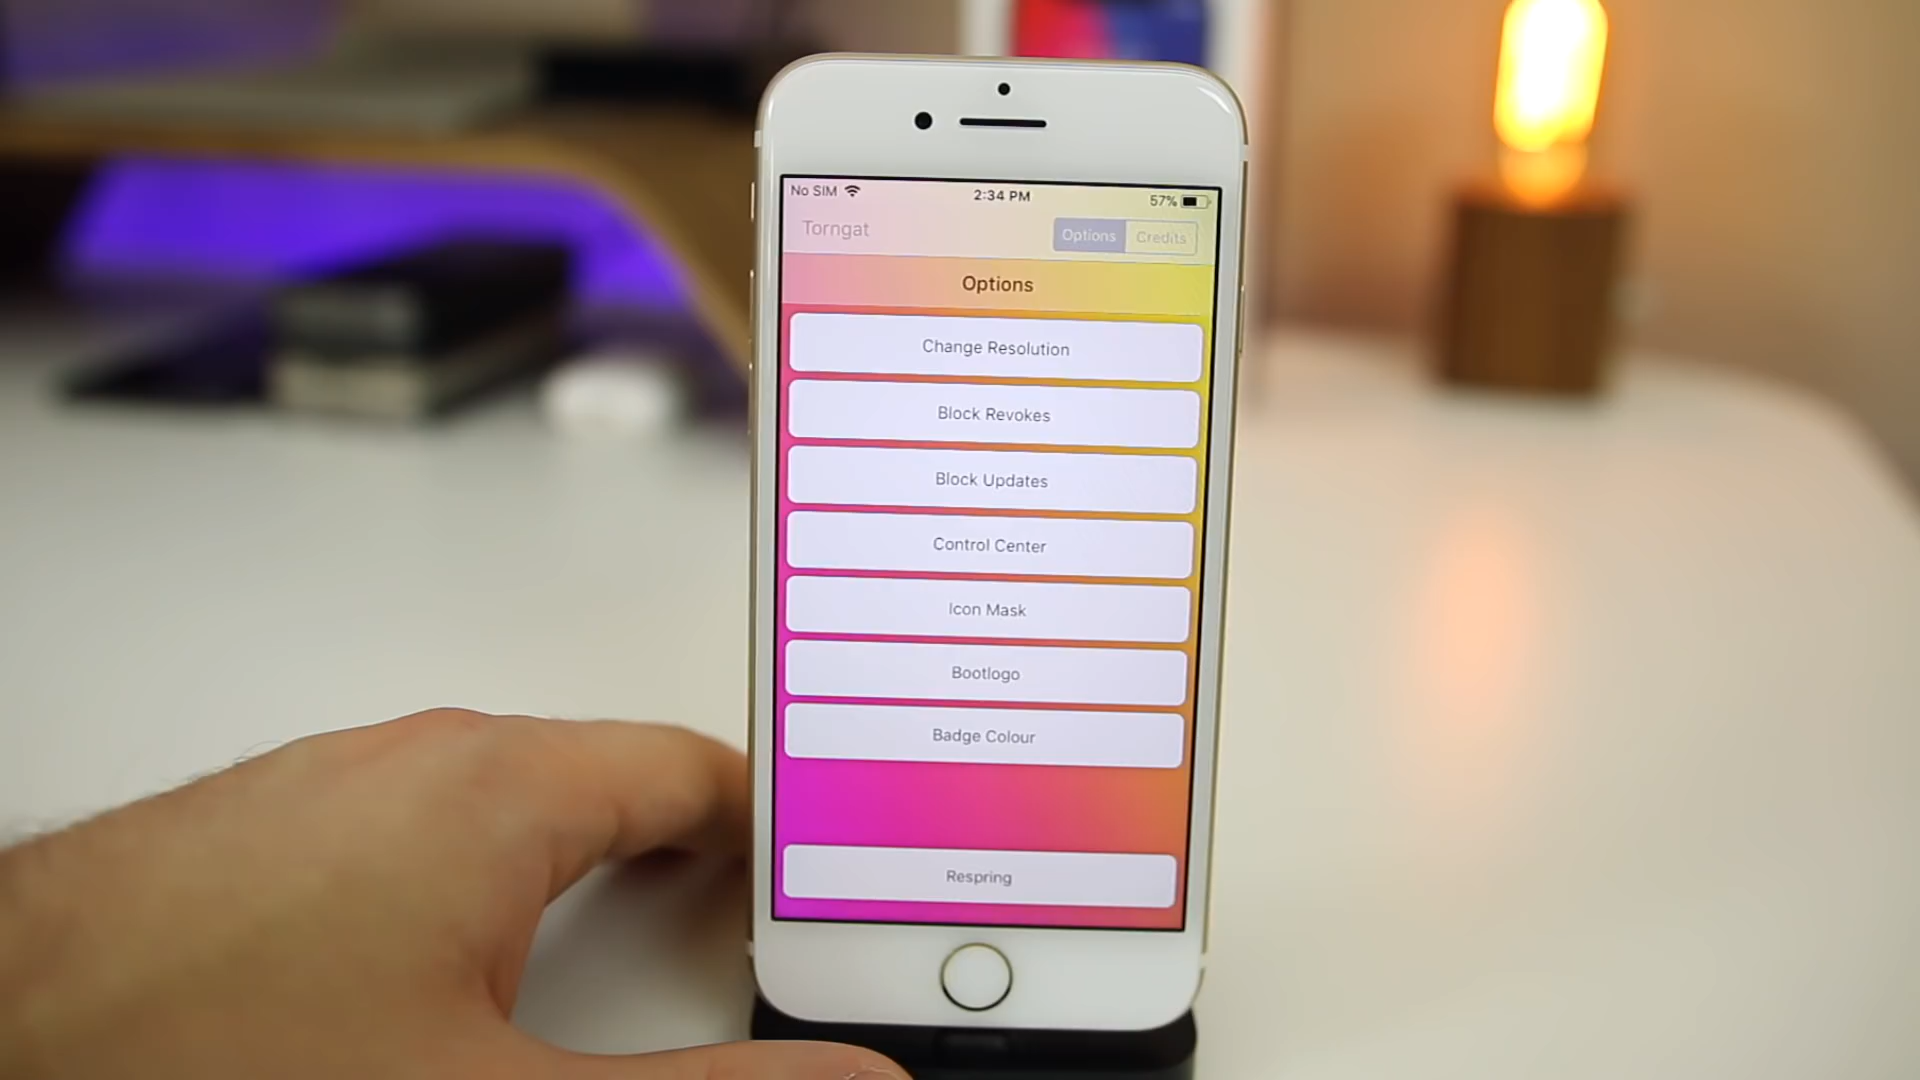 No SIM 2:34 PM 57%
Torngat Options Credits
Options
Change Resolution
Block Revokes
Block Updates
Control Center
Icon Mask
Bootlogo
Badge Colour
Respring